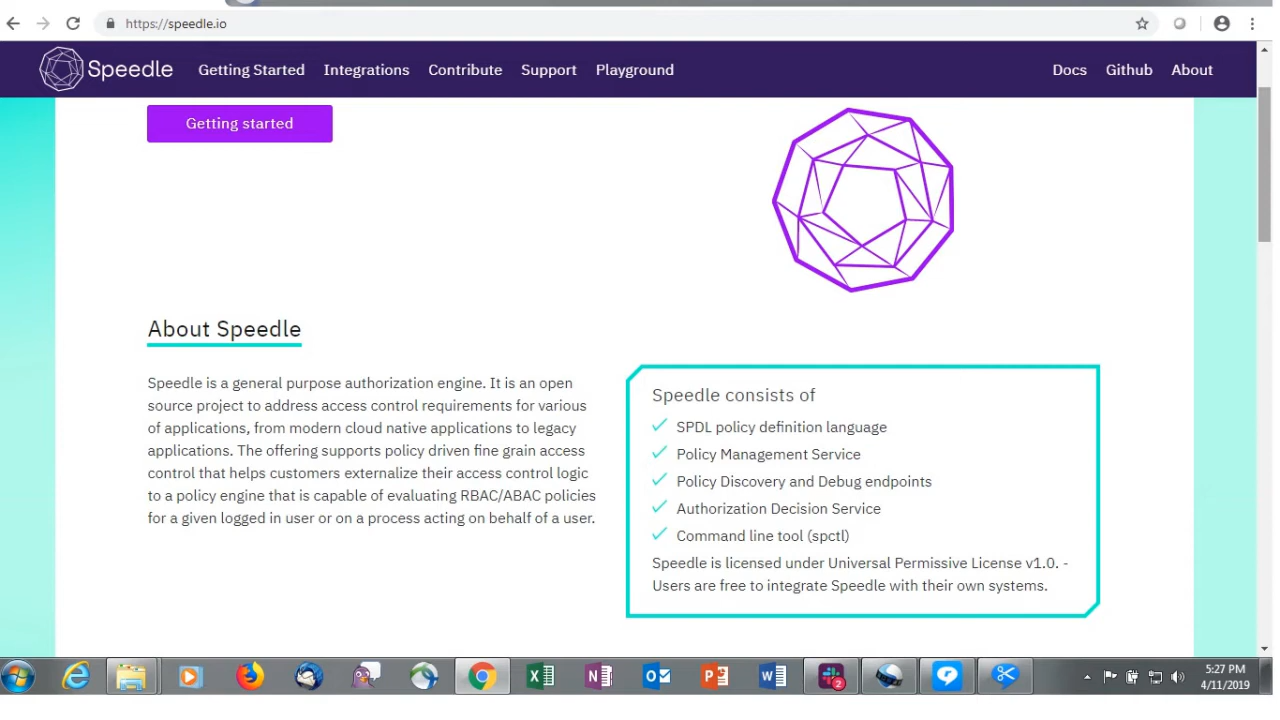 https://speedle.io
Speedle Getting Started Integrations Contribute Support Playground Docs Github About
Getting started
About Speedle
Speedle is a general purpose authorization engine. It is an open
source project to address access control requirements for various
of applications, from modern cloud native applications to legacy
applications. The offering supports policy driven fine grain access
control that helps customers externalize their access control logic
to a policy engine that is capable of evaluating RBAC/ABAC policies
for a given logged in user or on a process acting on behalf of a user.
Speedle consists of
SPDL policy definition language
Policy Management Service
Policy Discovery and Debug endpoints
Authorization Decision Service
Command line tool (spctl)
Speedle is licensed under Universal Permissive License v1.0. -
Users are free to integrate Speedle with their own systems.
2
5:27 PM
4/11/2019